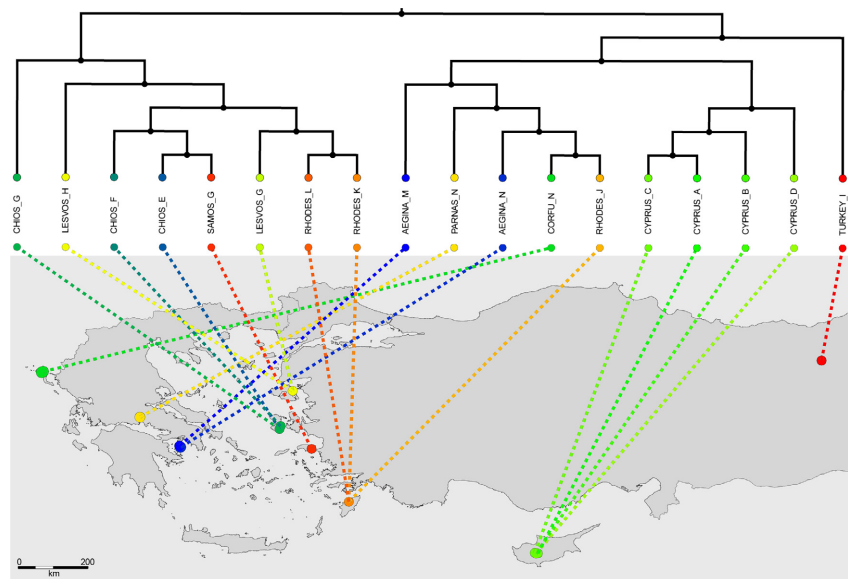 CHIOS_G
LESVOS_H
CHIOS_F
CHIOS_E
SAMOS_G
LESVOS_G
RHODES_L
RHODES_K
AEGINA_M
PARNAS_N
AEGINA_N
CORFU_N
RHODES_J
CYPRUS_C
CYPRUS_A
CYPRUS_B
CYPRUS_D
TURKEY_I
0 200
km